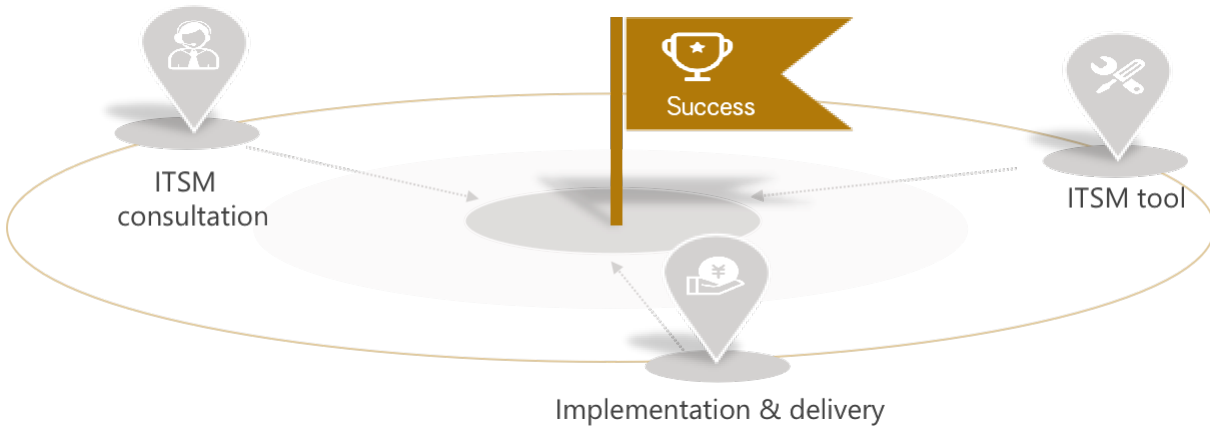 Success
ITSM
consultation
ITSM tool
¥
Implementation & delivery